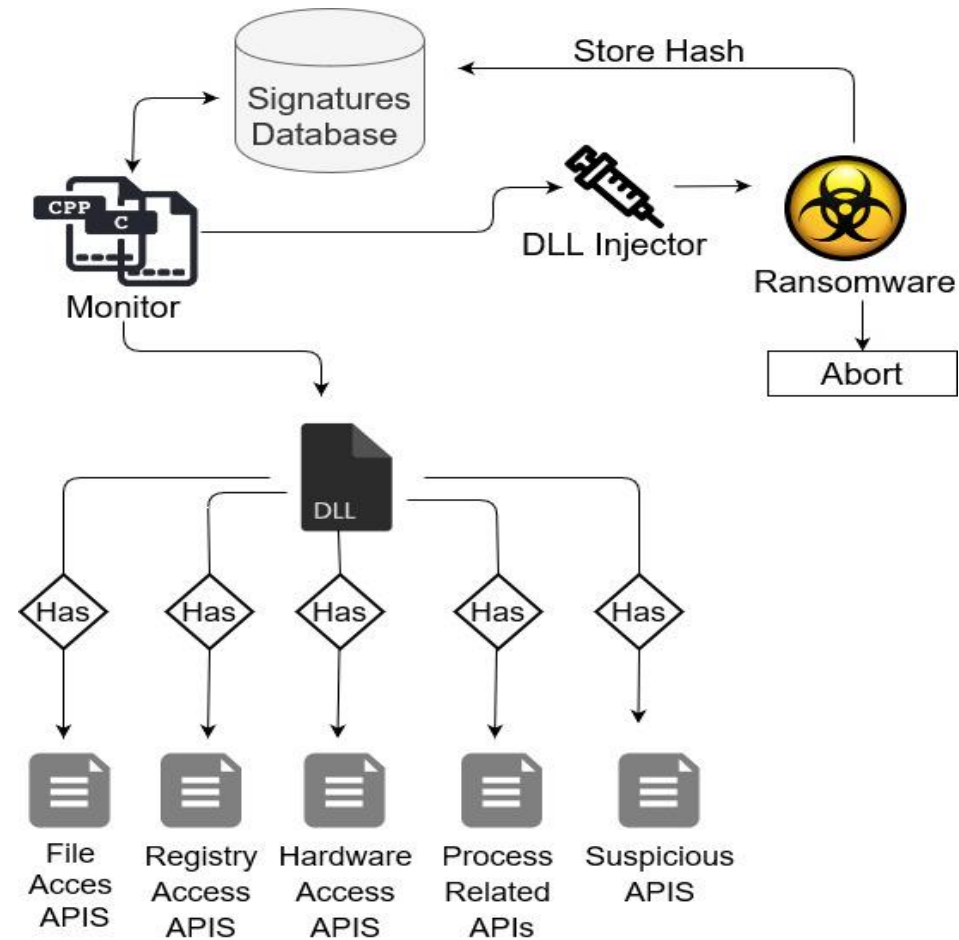 Store Hash
Signatures
Database
CPP
C
DLL Injector
Monitor
Ransomware
Abort
DLL
Has
Has
Has
Has
Has
File
Acces
APIS
Registry
Access
APIS
Hardware
Access
APIS
Process
Related
APIs
Suspicious
APIS